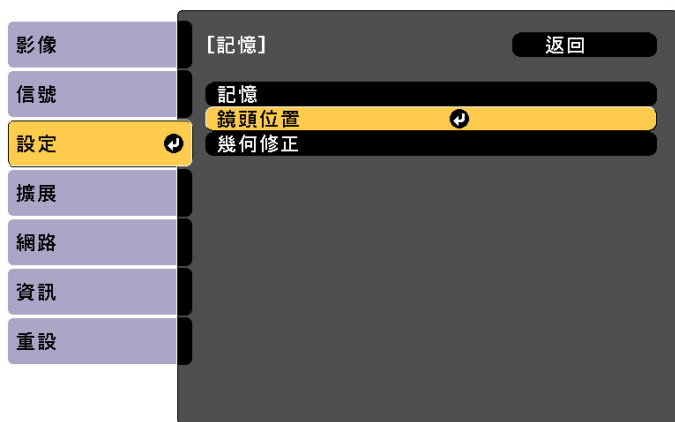 影像
信號
設定
擴展
網路
資訊
重設
[記憶]
返回
記憶
鏡頭位置
幾何修正